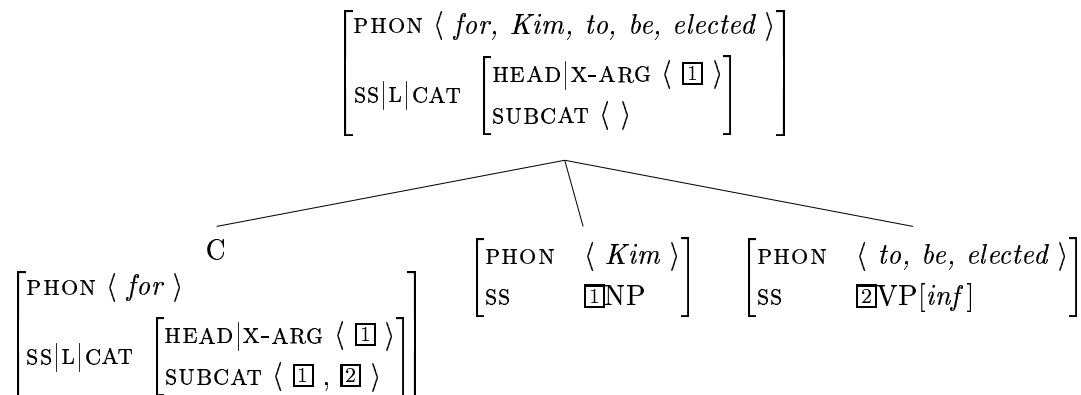 PHON ⟨ for, Kim, to, be, elected ⟩
SS|L|CAT
HEAD|X-ARG ⟨ 1 ⟩
SUBCAT ⟨ ⟩
C
PHON ⟨ for ⟩
SS|L|CAT
HEAD|X-ARG ⟨ 1 ⟩
SUBCAT ⟨ 1 , 2 ⟩
PHON ⟨ Kim ⟩
SS 1NP
PHON ⟨ to, be, elected ⟩
SS 2VP[inf]